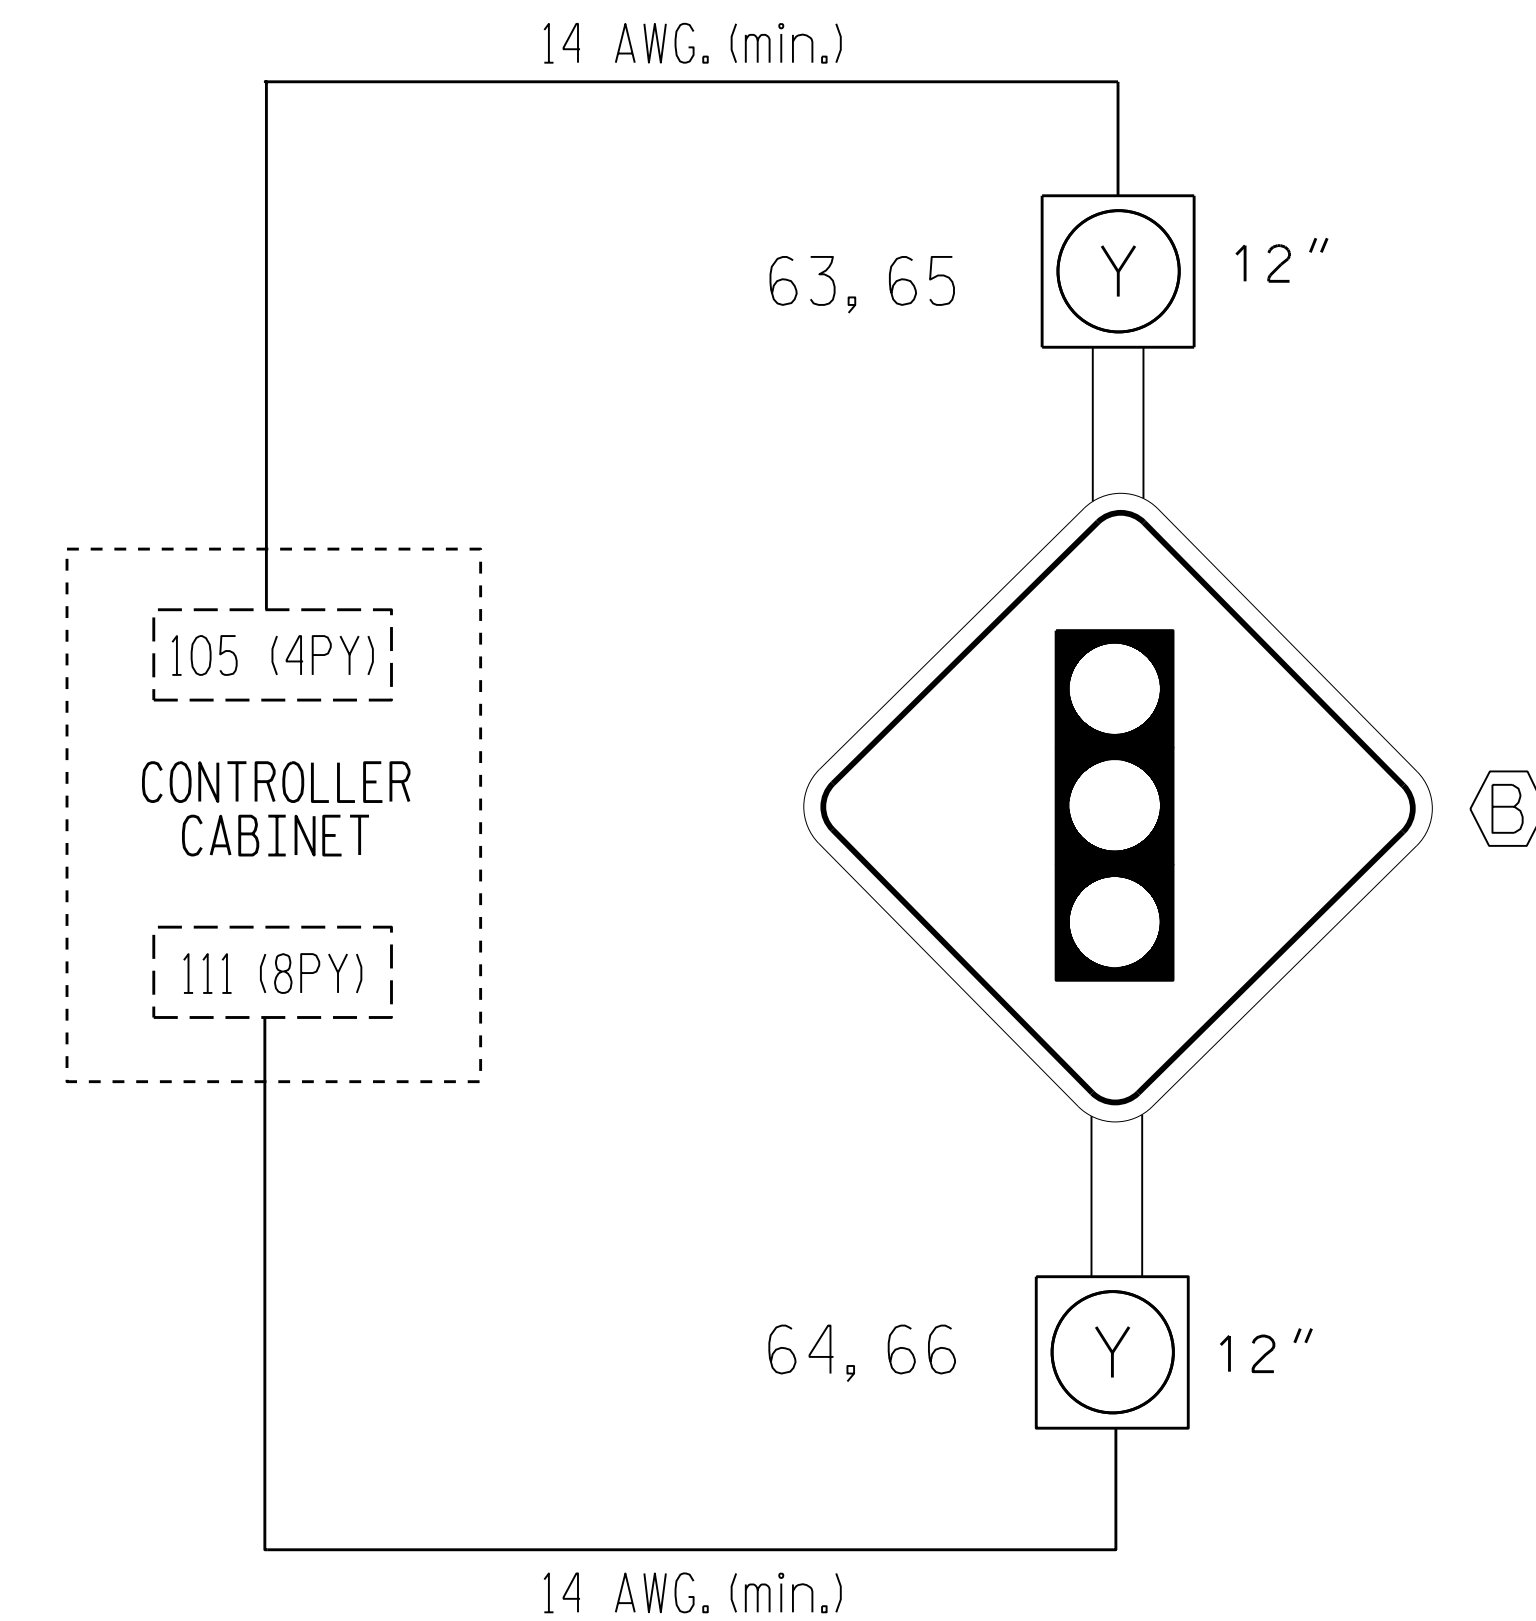 14 AWG. (min.)
Y
12"
63, 65
105 (4PY)
CONTROLLER
CABINET
B
111 (8PY)
64, 66
Y
12"
14 AWG. (min.)